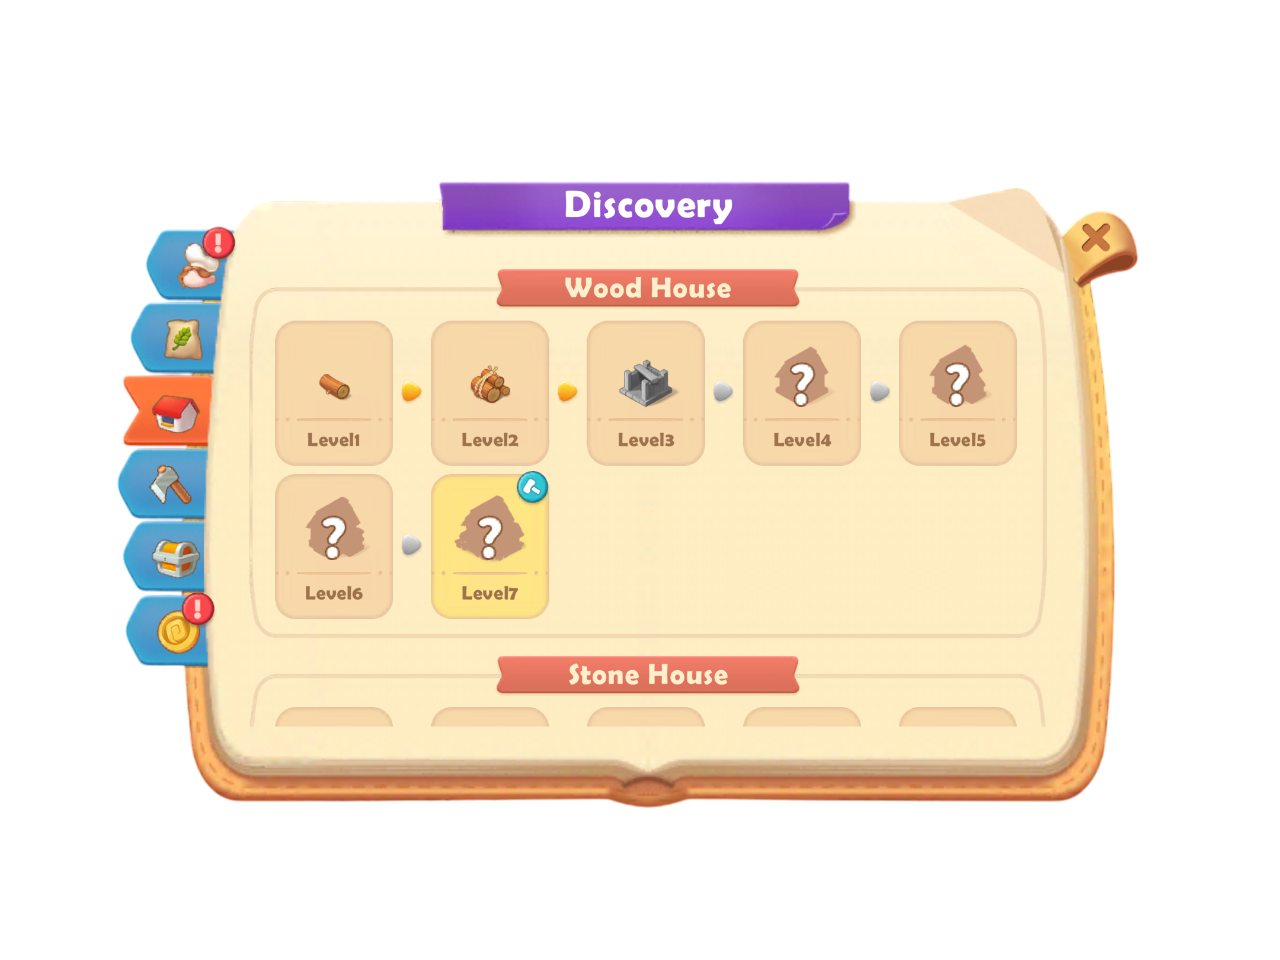 Discovery
Wood House
Level1
Level2
Level3
?
Level4
?
Level5
?
Level6
?
Level7
Stone House
!
!